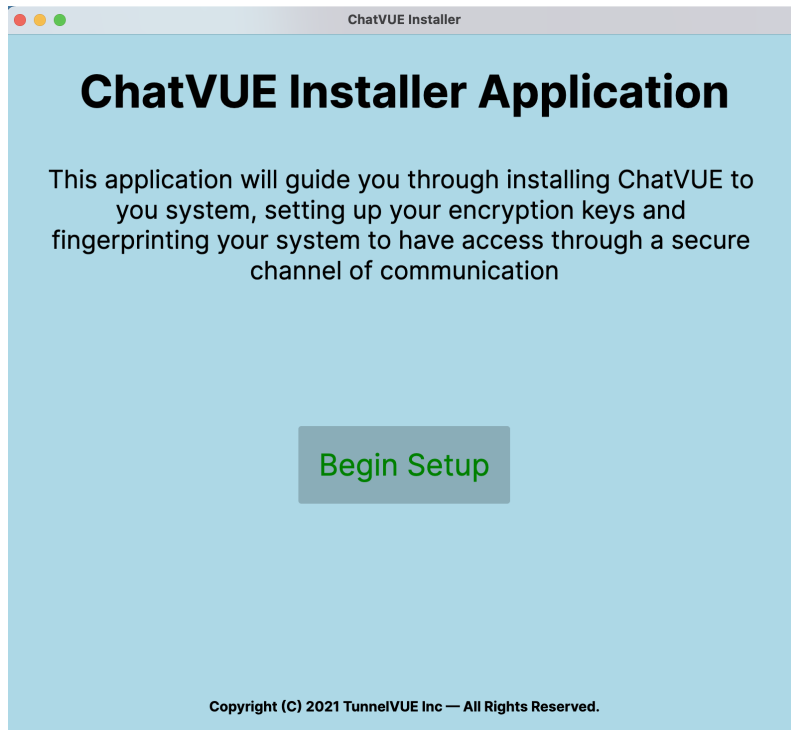 ChatVUE Installer
ChatVUE Installer Application
This application will guide you through installing ChatVUE to
you system, setting up your encryption keys and
fingerprinting your system to have access through a secure
channel of communication
Begin Setup
Copyright (C) 2021 TunnelVUE Inc — All Rights Reserved.